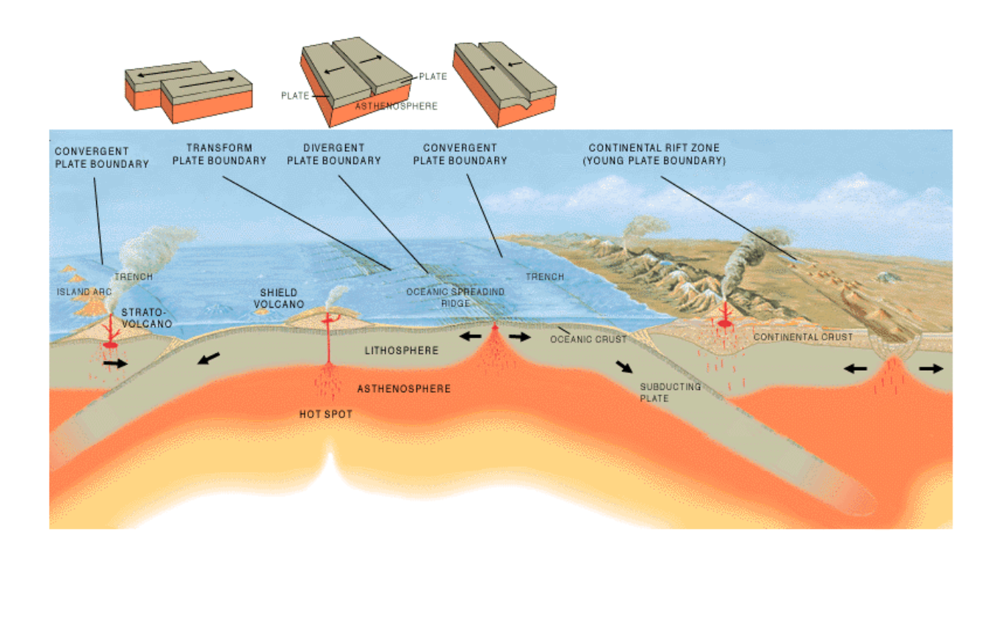 PLATE
PLATE
ASTHENOSPHERE
CONVERGENT
PLATE BOUNDARY
TRANSFORM
PLATE BOUNDARY
DIVERGENT
PLATE BOUNDARY
CONVERGENT
PLATE BOUNDARY
CONTINENTAL RIFT ZONE
(YOUNG PLATE BOUNDARY)
TRENCH
ISLAND ARC
STRATO-
VOLCANO
SHIELD
VOLCANO
OCEANIC SPREADIND
RIDGE
TRENCH
OCEANIC CRUST
CONTINENTAL CRUST
LITHOSPHERE
ASTHENOSPHERE
SUBDUCTING
PLATE
HOT SPOT